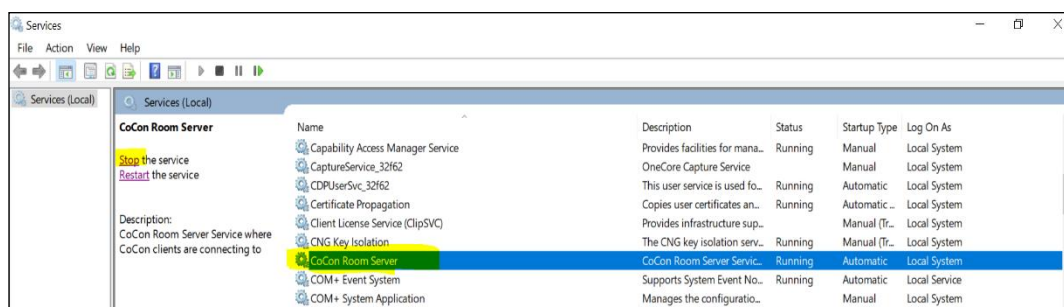 Services
File Action View Help
Services (Local)
Services (Local)
CoCon Room Server
Stop the service
Restart the service
Description:
CoCon Room Server Service where
CoCon clients are connecting to
Name Description Status Startup Type Log On As
Capability Access Manager Service Provides facilities for mana... Running Manual Local System
CaptureService_32f62 OneCore Capture Service Manual Local System
CDPUserSvc_32f62 This user service is used fo... Running Automatic Local System
Certificate Propagation Copies user certificates an... Running Automatic ... Local System
Client License Service (ClipSVC) Provides infrastructure sup... Manual (Tr... Local System
CNG Key Isolation The CNG key isolation serv... Running Manual (Tr... Local System
CoCon Room Server CoCon Room Server Servic... Running Automatic Local System
COM+ Event System Supports System Event No... Running Automatic Local Service
COM+ System Application Manages the configuratio... Manual Local System